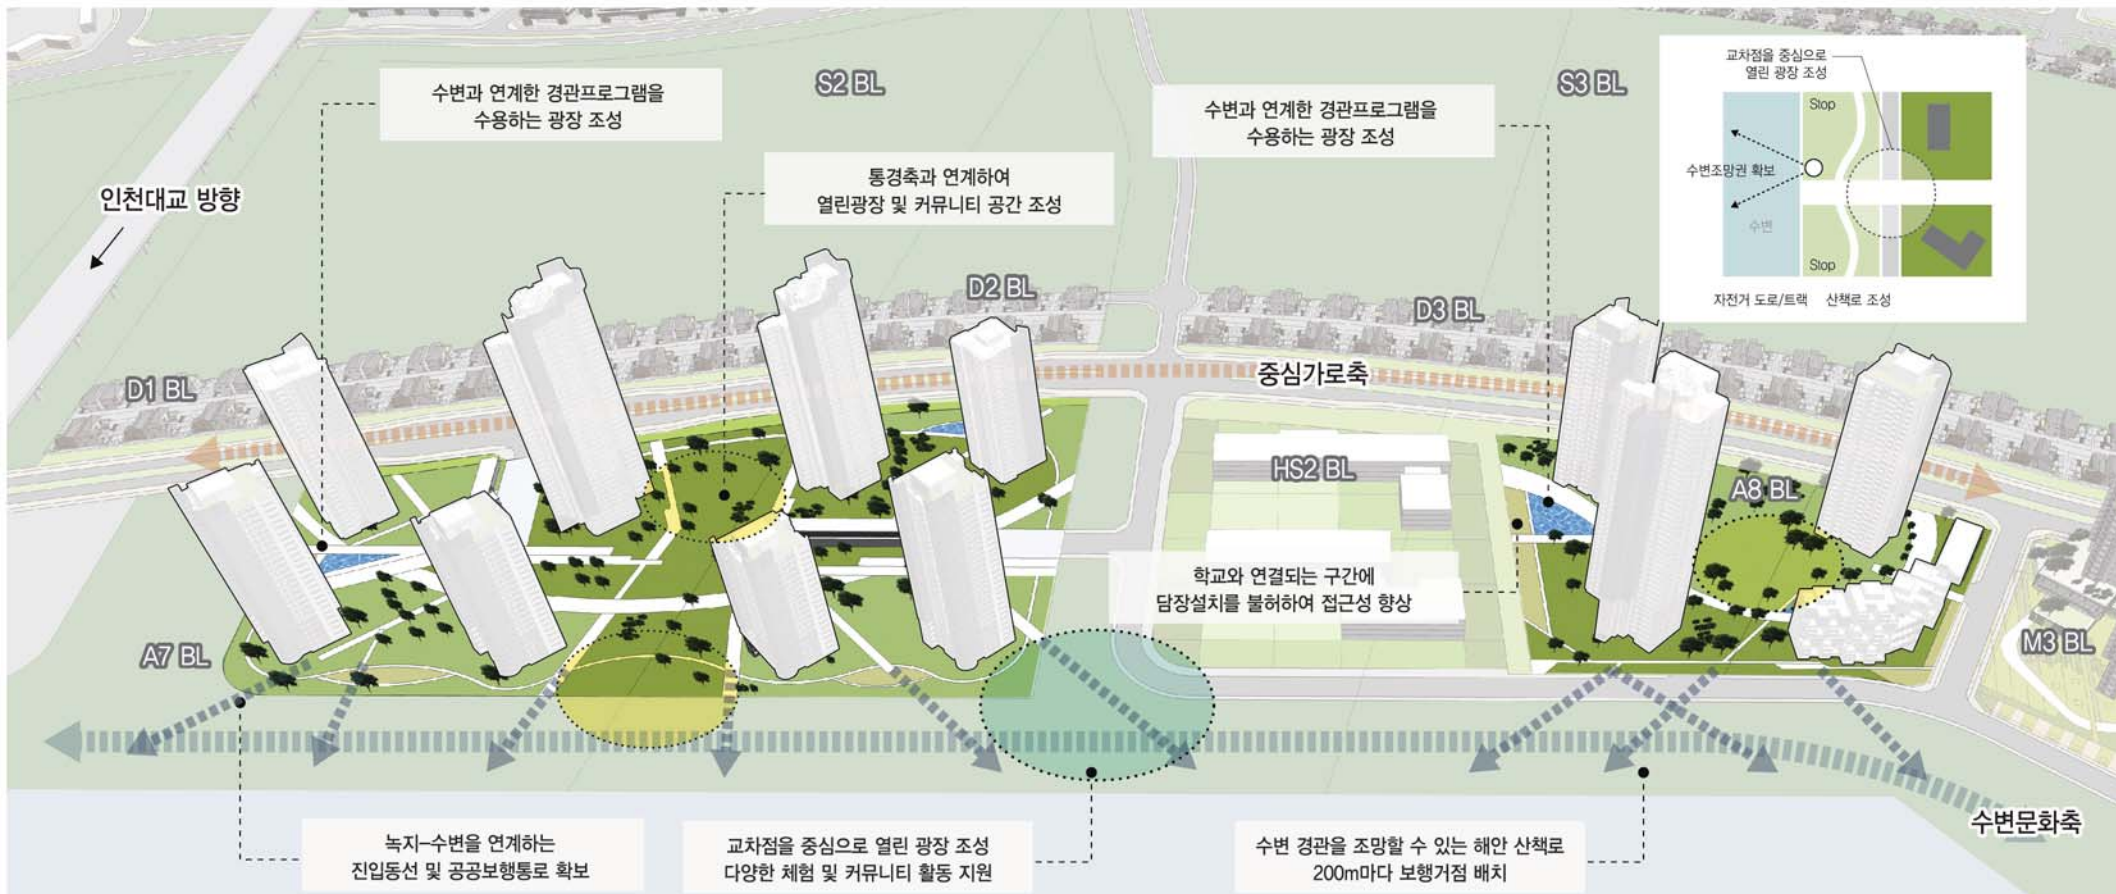 S2 BL
S3 BL
수변과 연계한 경관프로그램을
수용하는 광장 조성
수변과 연계한 경관프로그램을
수용하는 광장 조성
교차점을 중심으로
열린 광장 조성
Slop
수변조망권 확보
수변
Slop
자전거 도로/트랙
산책로 조성
통경축과 연계하여
열린광장 및 커뮤니티 공간 조성
인천대교 방향
D2 BL
D3 BL
D1 BL
중심가로축
HS2 BL
A8 BL
학교와 연결되는 구간에
담장설치를 불허하여 접근성 향상
A7 BL
M3 BL
수변문화축
녹지-수변을 연계하는
진입동선 및 공공보행통로 확보
교차점을 중심으로 열린 광장 조성
다양한 체험 및 커뮤니티 활동 지원
수변 경관을 조망할 수 있는 해안 산책로
200m마다 보행거점 배치